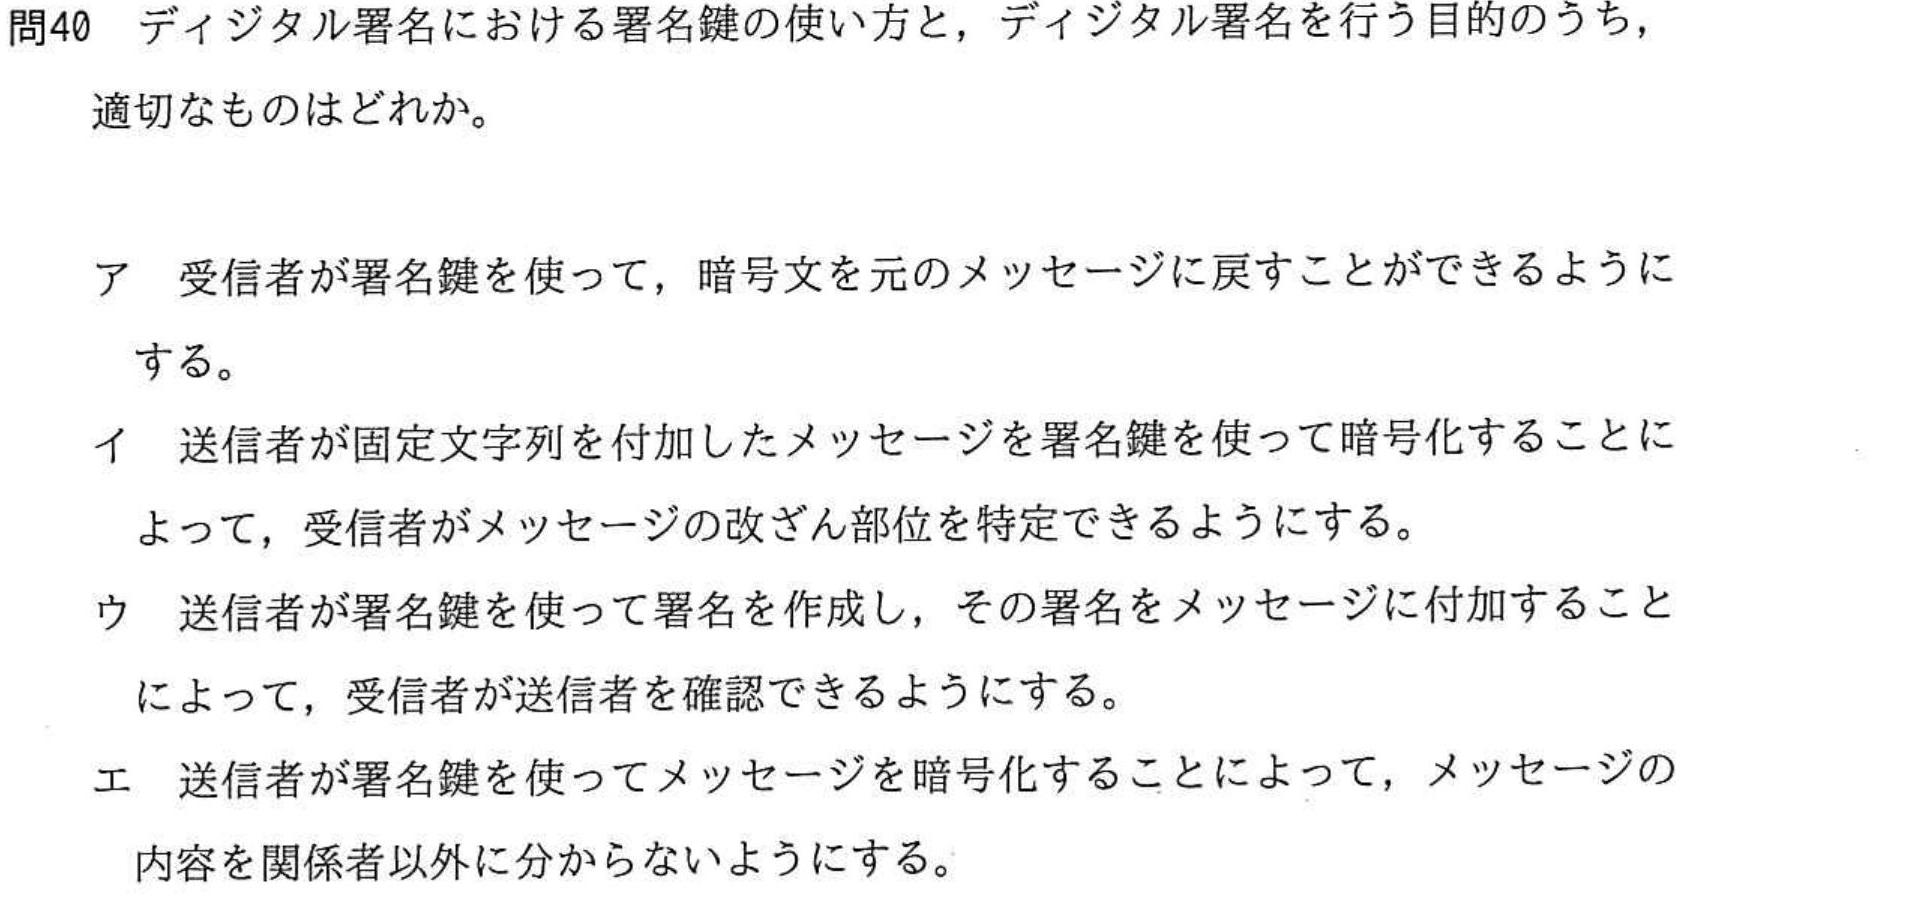 問40　ディジタル署名における署名鍵の使い方と，ディジタル署名を行う目的のうち，
適切なものはどれか。
ア　受信者が署名鍵を使って，暗号文を元のメッセージに戻すことができるように
する。
イ　送信者が固定文字列を付加したメッセージを署名鍵を使って暗号化することに
よって，受信者がメッセージの改ざん部位を特定できるようにする。
ウ　送信者が署名鍵を使って署名を作成し，その署名をメッセージに付加すること
によって，受信者が送信者を確認できるようにする。
エ　送信者が署名鍵を使ってメッセージを暗号化することによって，メッセージの
内容を関係者以外に分からないようにする。